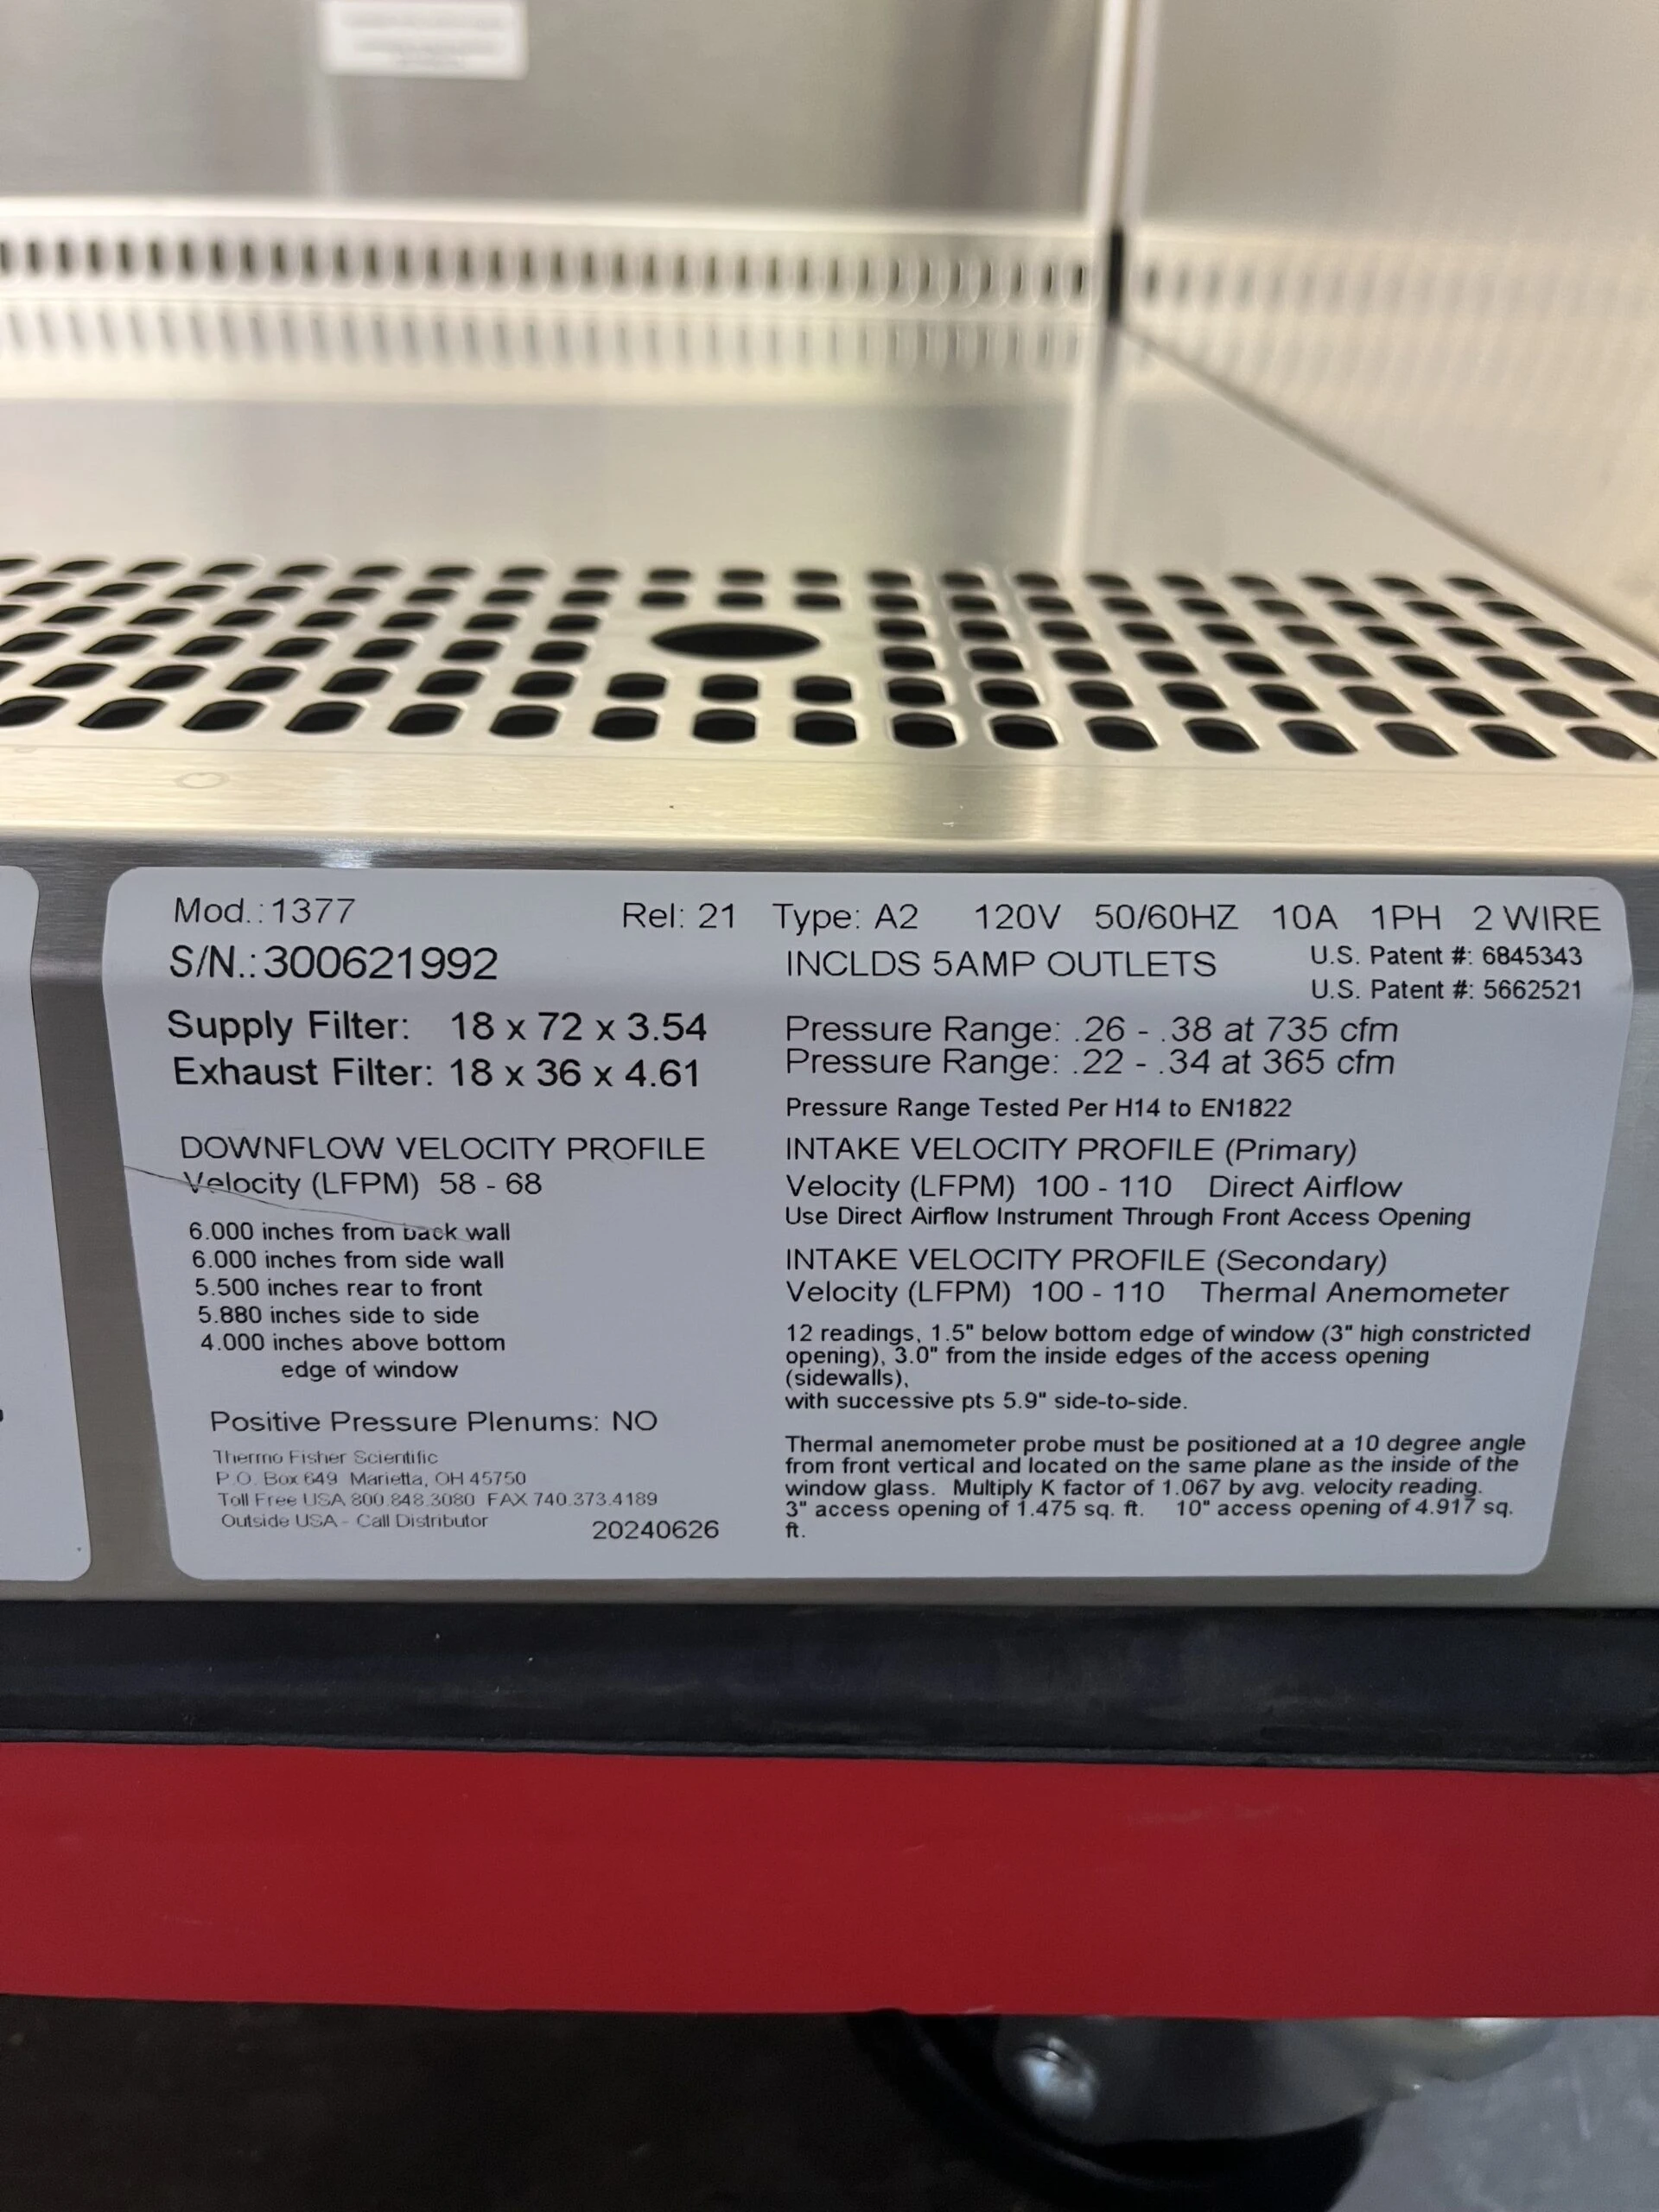 Mod.:1377
Rel: 21 Type: A2 120V 50/60HZ 10A 1PH 2 WIRE
S/N.:300621992
INCLDS 5AMP OUTLETS
U.S. Patent #: 6845343
U.S. Patent #: 5662521
Supply Filter: 18 x 72 x 3.54
Exhaust Filter: 18 x 36 x 4.61
Pressure Range: .26 - .38 at 735 cfm
Pressure Range: .22 - .34 at 365 cfm
Pressure Range Tested Per H14 to EN1822
DOWNFLOW VELOCITY PROFILE
Velocity (LFPM) 58 - 68
6.000 inches from back wall
6.000 inches from side wall
5.500 inches rear to front
5.880 inches side to side
4.000 inches above bottom
edge of window
Positive Pressure Plenums: NO
Thermo Fisher Scientific
P.O. Box 649 Marietta, OH 45750
Toll Free USA 800.848.3080 FAX 740.373.4189
Outside USA - Call Distributor
20240626
INTAKE VELOCITY PROFILE (Primary)
Velocity (LFPM) 100 - 110 Direct Airflow
Use Direct Airflow Instrument Through Front Access Opening
INTAKE VELOCITY PROFILE (Secondary)
Velocity (LFPM) 100 - 110 Thermal Anemometer
12 readings, 1.5" below bottom edge of window (3" high constricted
opening), 3.0" from the inside edges of the access opening
(sidewalls),
with successive pts 5.9" side-to-side.
Thermal anemometer probe must be positioned at a 10 degree angle
from front vertical and located on the same plane as the inside of the
window glass. Multiply K factor of 1.067 by avg. velocity reading.
3" access opening of 1.475 sq. ft. 10" access opening of 4.917 sq.
ft.